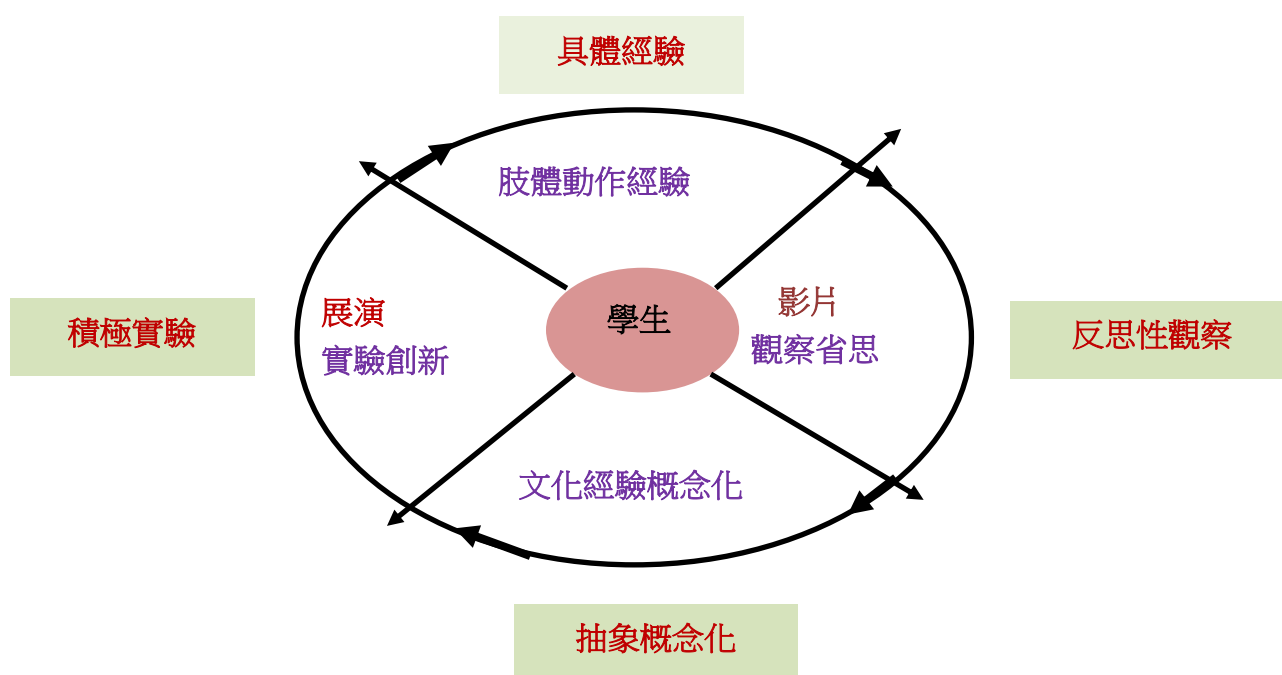 具體經驗
肢體動作經驗
積極實驗
展演
實驗創新
學生
影片
觀察省思
反思性觀察
文化經驗概念化
抽象概念化